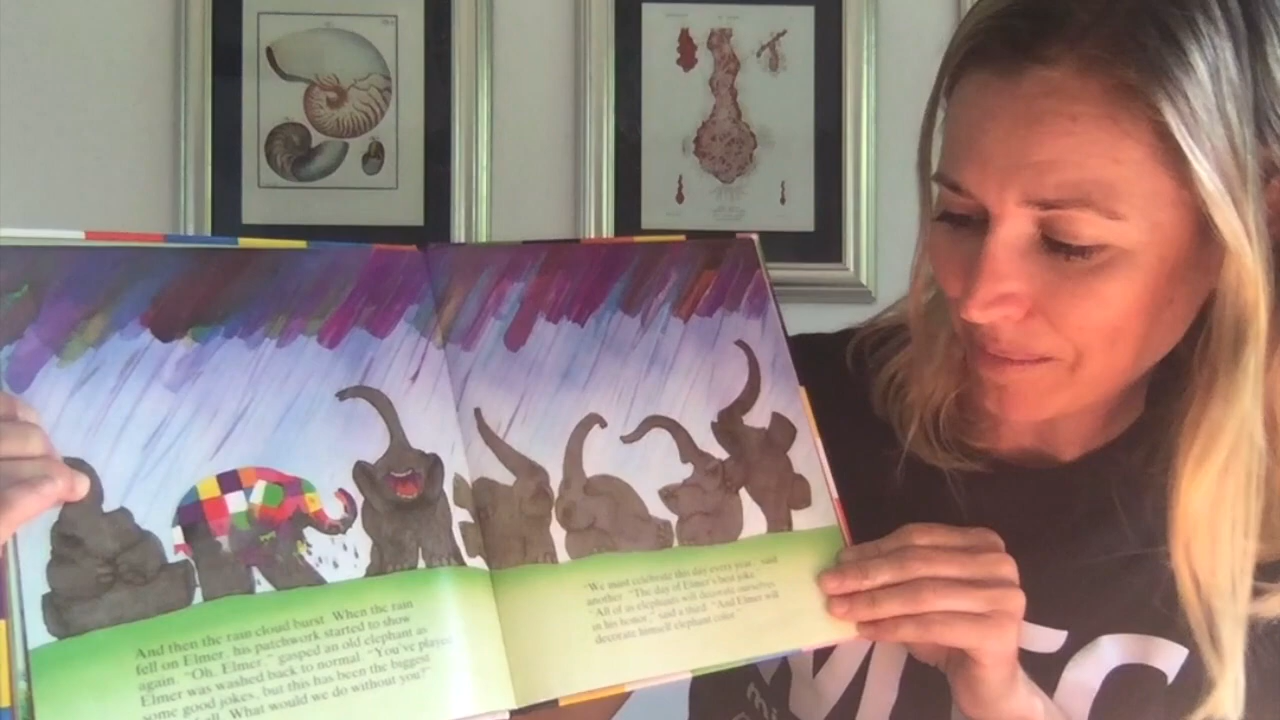 And then the rain cloud burst. When the rain
fell on Elmer, his patchwork started to show
again. "Oh, Elmer," gasped an old elephant as
Elmer was washed back to normal. "You've played
some good jokes, but this has been the biggest
all. What would we do without you?"
"We must celebrate this day every year," said
another. "The day of Elmer's best joke.
All of us elephants will decorate ourselves
in his honor," said a third. "And Elmer will
decorate himself elephant color."